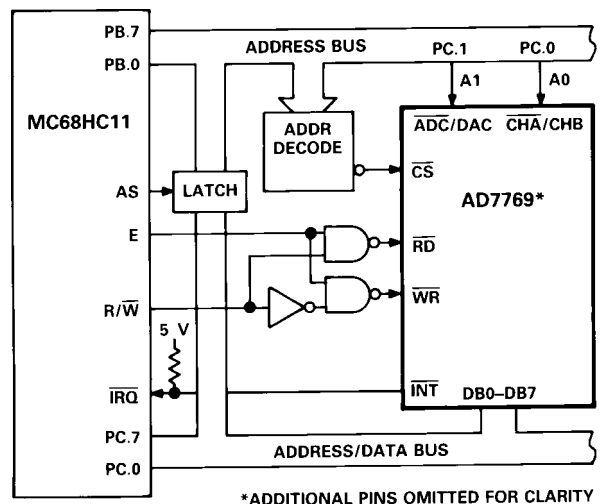 PB.7
PB.0
ADDRESS BUS
PC.1
PC.0
A1
A0
MC68HC11
ADDR
DECODE
ADC/DAC
CHA/CHB
CS
AD7769*
AS
LATCH
E
RD
WR
R/W
5 V
IRQ
INT
DB0–DB7
PC.7
PC.0
ADDRESS/DATA BUS
*ADDITIONAL PINS OMITTED FOR CLARITY